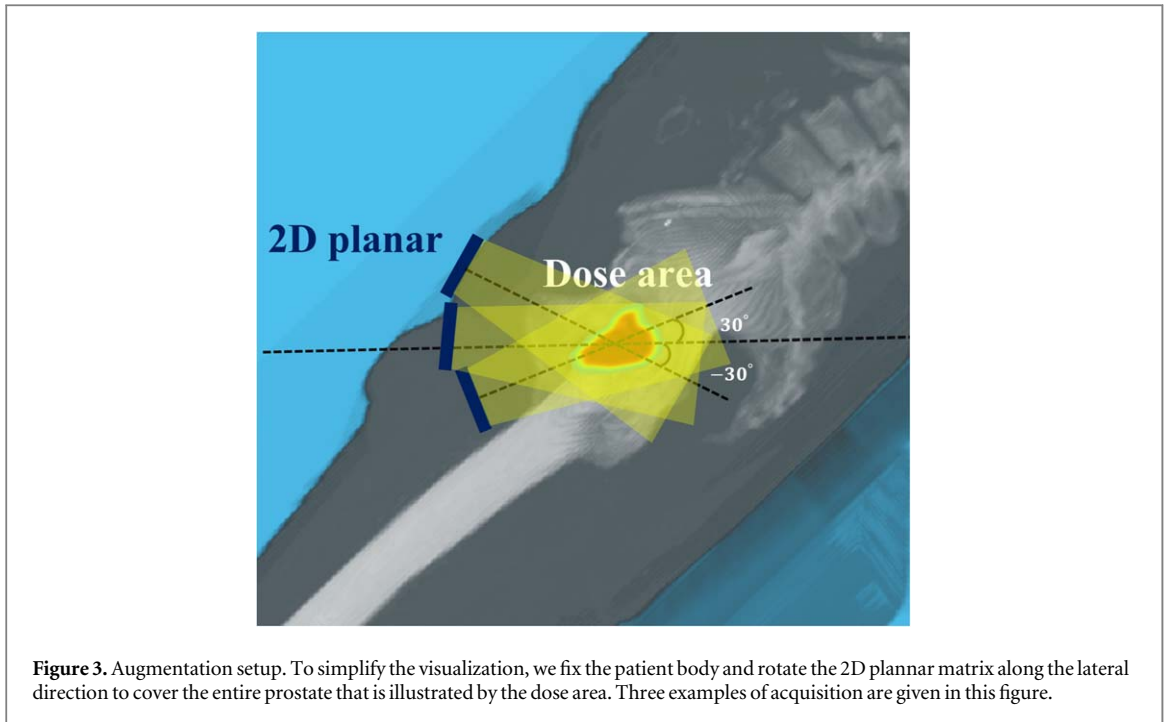 2D planar
Dose area
30°
−30°
Figure 3. Augmentation setup. To simplify the visualization, we fix the patient body and rotate the 2D plannar matrix along the lateral
direction to cover the entire prostate that is illustrated by the dose area. Three examples of acquisition are given in this figure.